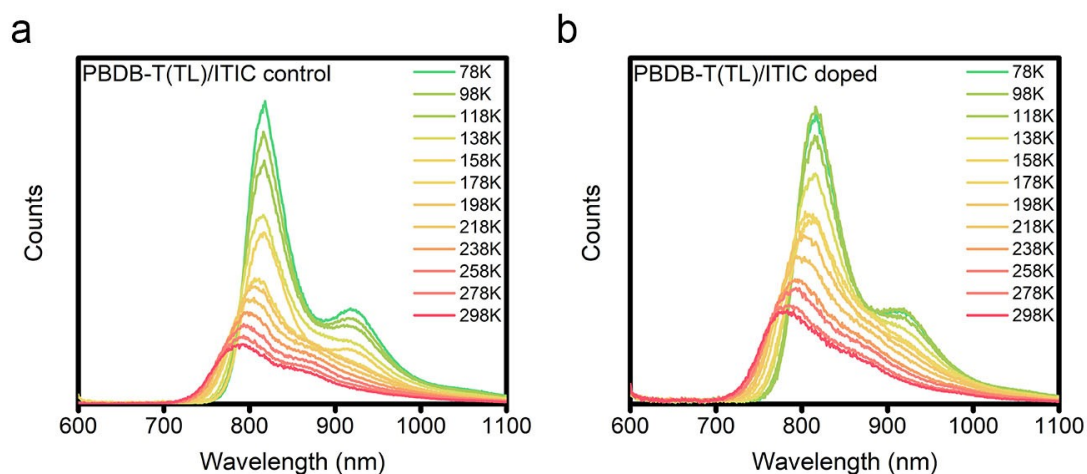 a
PBDB-T(TL)/ITIC control
78K
98K
118K
138K
158K
178K
198K
218K
238K
258K
278K
298K
Counts
600 700 800 900 1000 1100
Wavelength (nm)
b
PBDB-T(TL)/ITIC doped
78K
98K
118K
138K
158K
178K
198K
218K
238K
258K
278K
298K
Counts
600 700 800 900 1000 1100
Wavelength (nm)